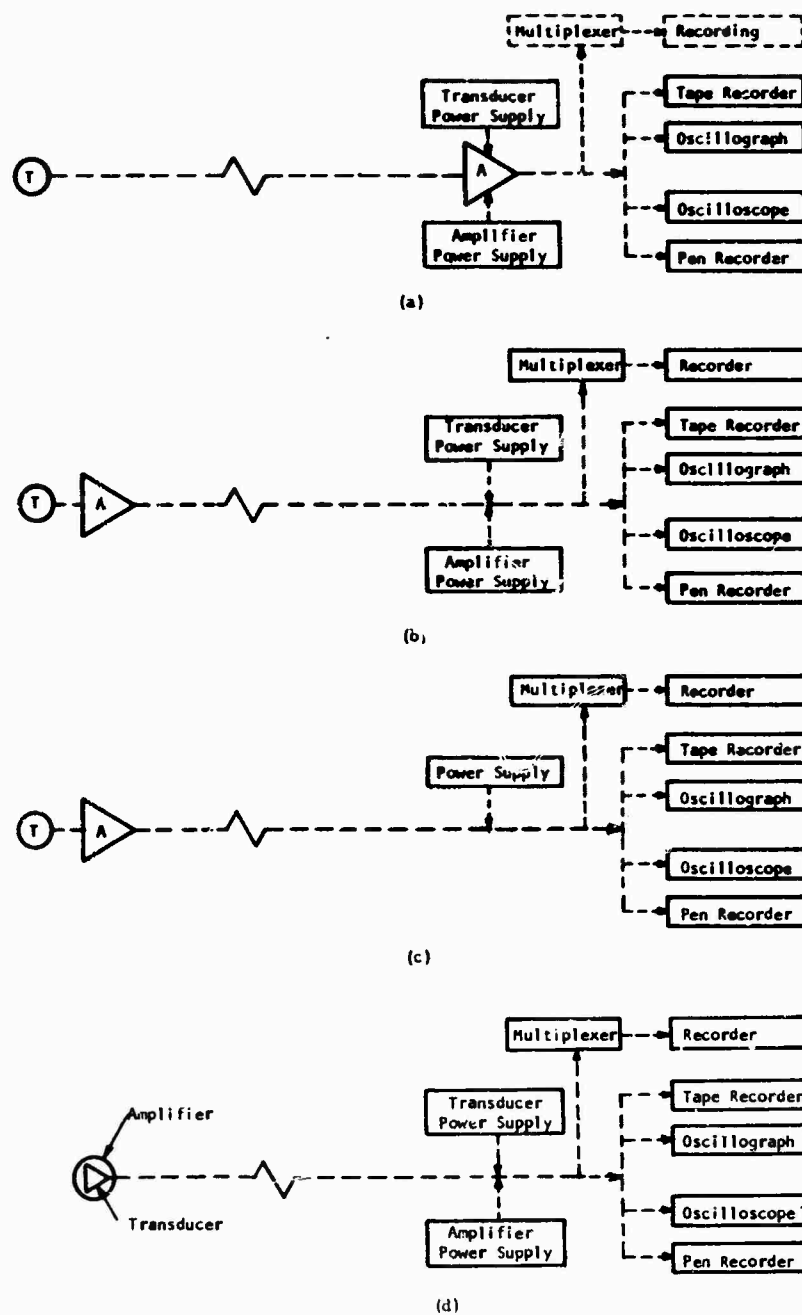 Multiplexer
Recording
Transducer
Power Supply
Tape Recorder
Oscillograph
T
A
Oscilloscope
Amplifier
Power Supply
Pen Recorder
(a)
Multiplexer
Recorder
Transducer
Power Supply
Tape Recorder
Oscillograph
T
A
Oscilloscope
Amplifier
Power Supply
Pen Recorder
(b)
Multiplexer
Recorder
Power Supply
Tape Racorder
Oscillograph
T
A
Oscilloscope
Pen Recorder
(c)
Multiplexer
Recorder
Amplifier
Transducer
Power Supply
Tape Recorder
Oscillograph
Transducer
Oscilloscope
Amplifier
Power Supply
Pen Recorder
(d)